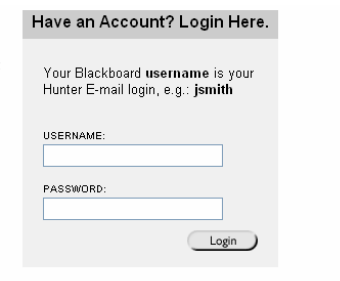 Have an Account? Login Here.
Your Blackboard username is your
Hunter E-mail login, e.g.: jsmith
USERNAME:
PASSWORD:
Login